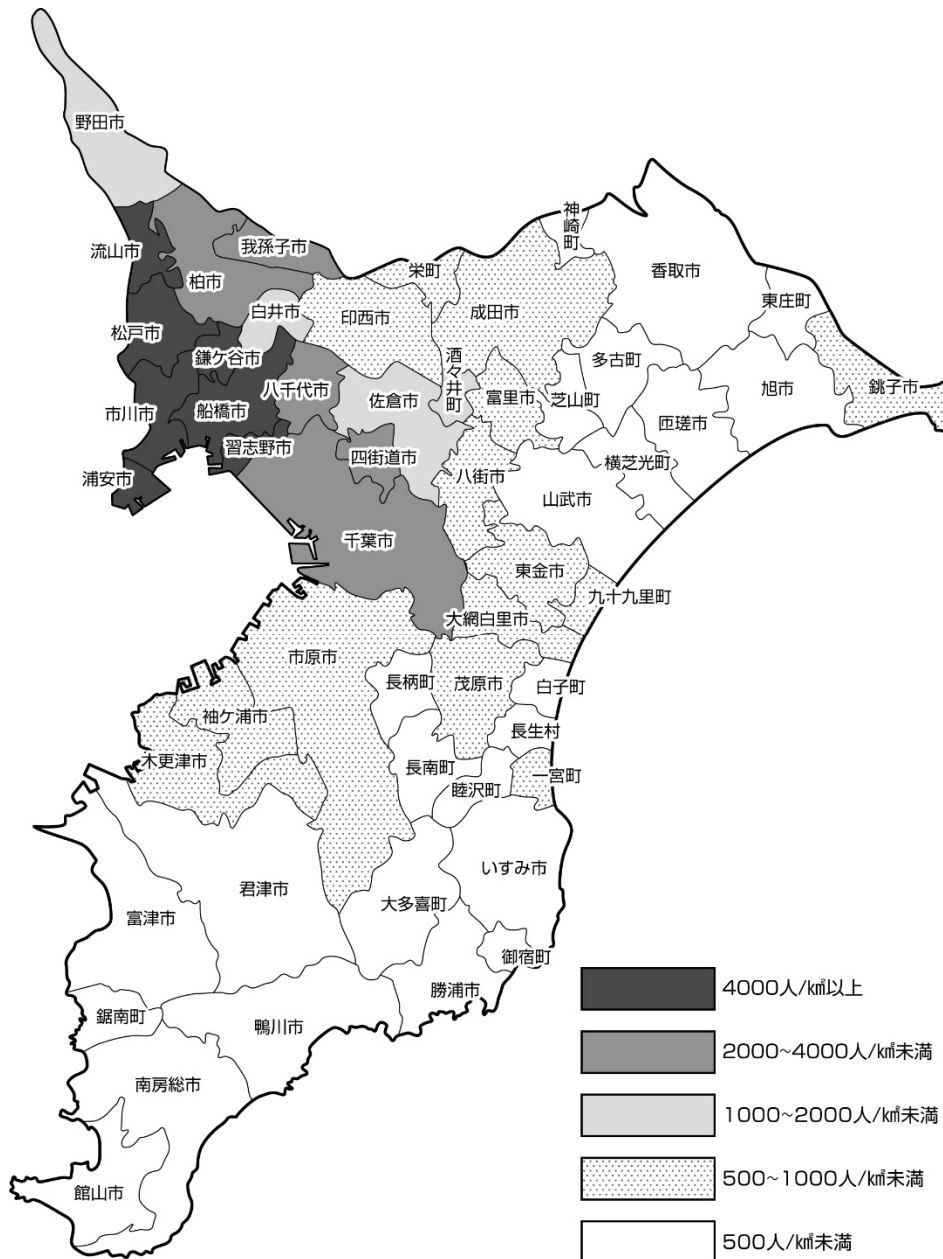 野田市
流山市
我孫子市
柏市
松戸市
白井市
印西市
栄町
成田市
神崎町
香取市
東庄町
銚子市
鎌ケ谷市
八千代市
酒々井町
佐倉市
富里市
芝山町
多古町
匝瑳市
旭市
市川市
船橋市
習志野市
四街道市
浦安市
八街市
横芝光町
山武市
千葉市
東金市
九十九里町
大網白里市
市原市
長柄町
茂原市
白子町
袖ケ浦市
長生村
木更津市
長南町
一宮町
睦沢町
いすみ市
君津市
大多喜町
富津市
御宿町
勝浦市
鋸南町
鴨川市
南房総市
館山市
4000人/㎢以上
2000~4000人/㎢未満
1000~2000人/㎢未満
500~1000人/㎢未満
500人/㎢未満